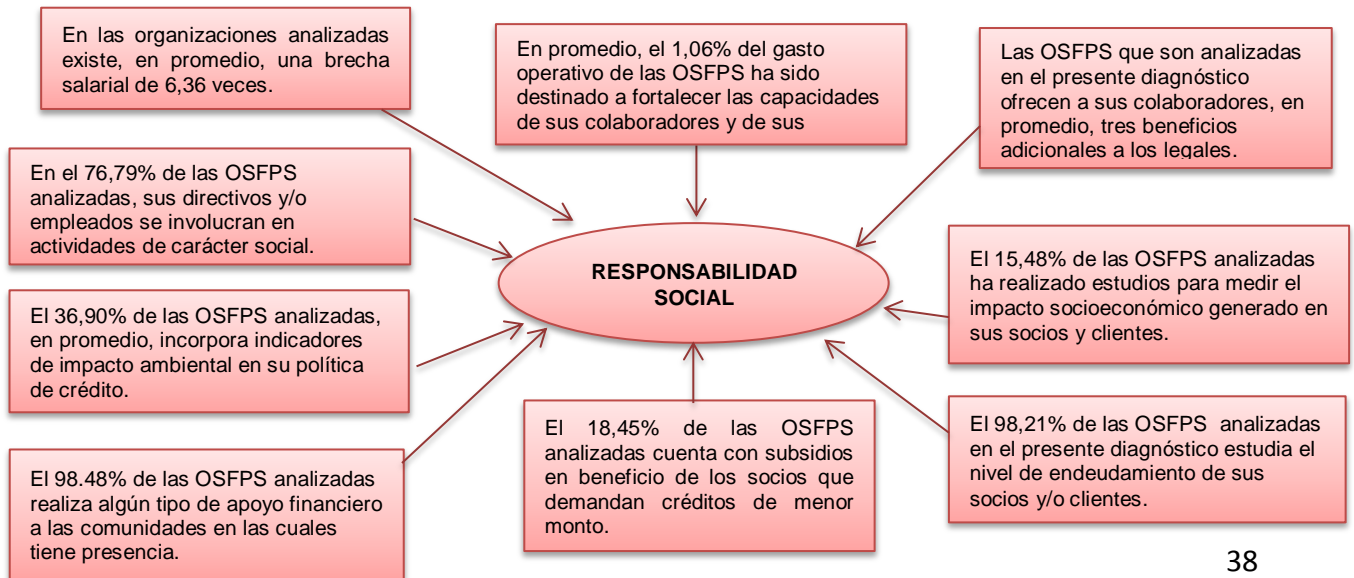 En las organizaciones analizadas
existe, en promedio, una brecha
salarial de 6,36 veces.
En promedio, el 1,06% del gasto
operativo de las OSFPS ha sido
destinado a fortalecer las capacidades
de sus colaboradores y de sus
Las OSFPS que son analizadas
en el presente diagnóstico
ofrecen a sus colaboradores, en
promedio, tres beneficios
adicionales a los legales.
En el 76,79% de las OSFPS
analizadas, sus directivos y/o
empleados se involucran en
actividades de carácter social.
RESPONSABILIDAD
SOCIAL
El 15,48% de las OSFPS analizadas
ha realizado estudios para medir el
impacto socioeconómico generado en
sus socios y clientes.
El 36,90% de las OSFPS analizadas,
en promedio, incorpora indicadores
de impacto ambiental en su política
de crédito.
El 18,45% de las OSFPS
analizadas cuenta con subsidios
en beneficio de los socios que
demandan créditos de menor
monto.
El 98,21% de las OSFPS analizadas
en el presente diagnóstico estudia el
nivel de endeudamiento de sus
socios y/o clientes.
El 98.48% de las OSFPS analizadas
realiza algún tipo de apoyo financiero
a las comunidades en las cuales
tiene presencia.
38